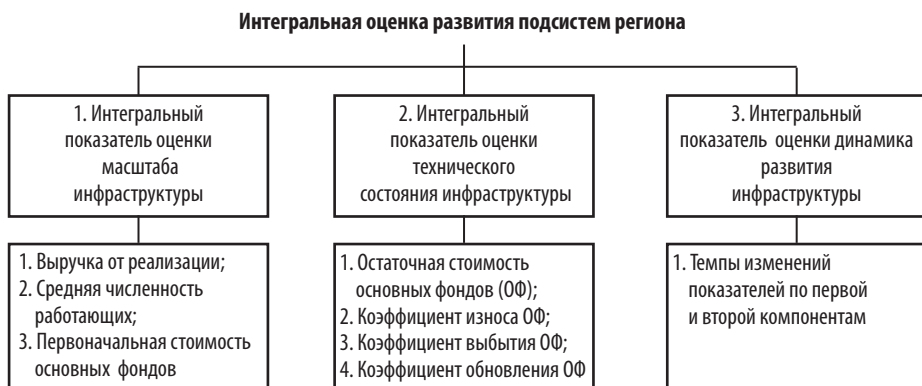 Интегральная оценка развития подсистем региона
1. Интегральный
показатель оценки
масштаба
инфраструктуры
2. Интегральный
показатель оценки
технического
состояния инфраструктуры
3. Интегральный
показатель оценки динамика
развития
инфраструктуры
1. Выручка от реализации;
2. Средняя численность
работающих;
3. Первоначальная стоимость
основных фондов
1. Остаточная стоимость
основных фондов (ОФ);
2. Коэффициент износа ОФ;
3. Коэффициент выбытия ОФ;
4. Коэффициент обновления ОФ
1. Темпы изменений
показателей по первой
и второй компонентам